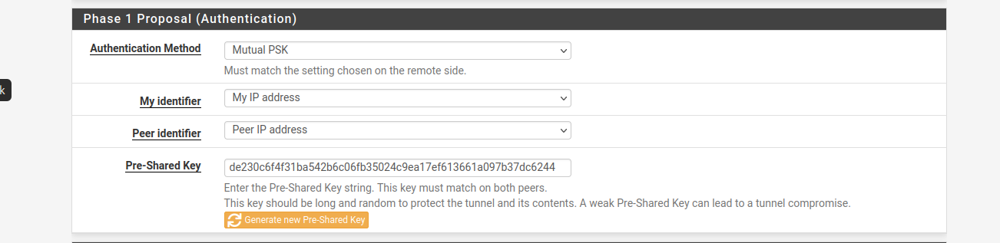 Phase 1 Proposal (Authentication)
Authentication Method
Mutual PSK
Must match the setting chosen on the remote side.
k
My identifier
My IP address
Peer identifier
Peer IP address
Pre-Shared Key
de230c6f4f31ba542b6c06fb35024c9ea17ef613661a097b37dc6244
Enter the Pre-Shared Key string. This key must match on both peers.
This key should be long and random to protect the tunnel and its contents. A weak Pre-Shared Key can lead to a tunnel compromise.
Generate new Pre-Shared Key